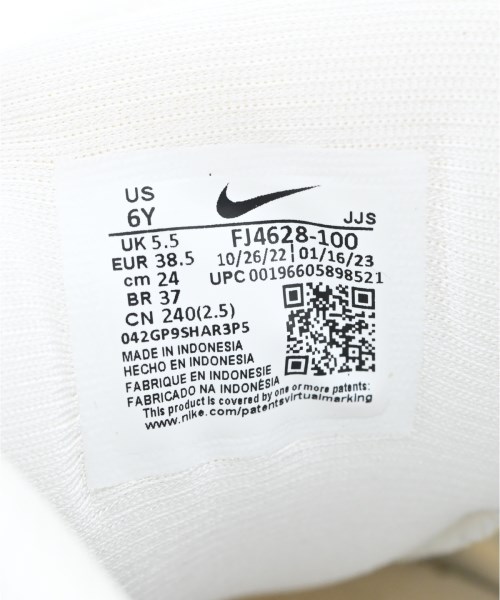 US
6Y
JJS
UK 5.5
FJ4628-100
EUR 38.5
10/26/22 | 01/16/23
cm 24
UPC 00196605898521
BR 37
CN 240(2.5)
042GP9SHAR3P5
MADE IN INDONESIA
HECHO EN INDONESIA
FABRIQUE EN INDONESIE
FABRICADO NA INDONÉSIA
This product is covered by one or more patents:
www.nike.com/patentsvirtualmarking